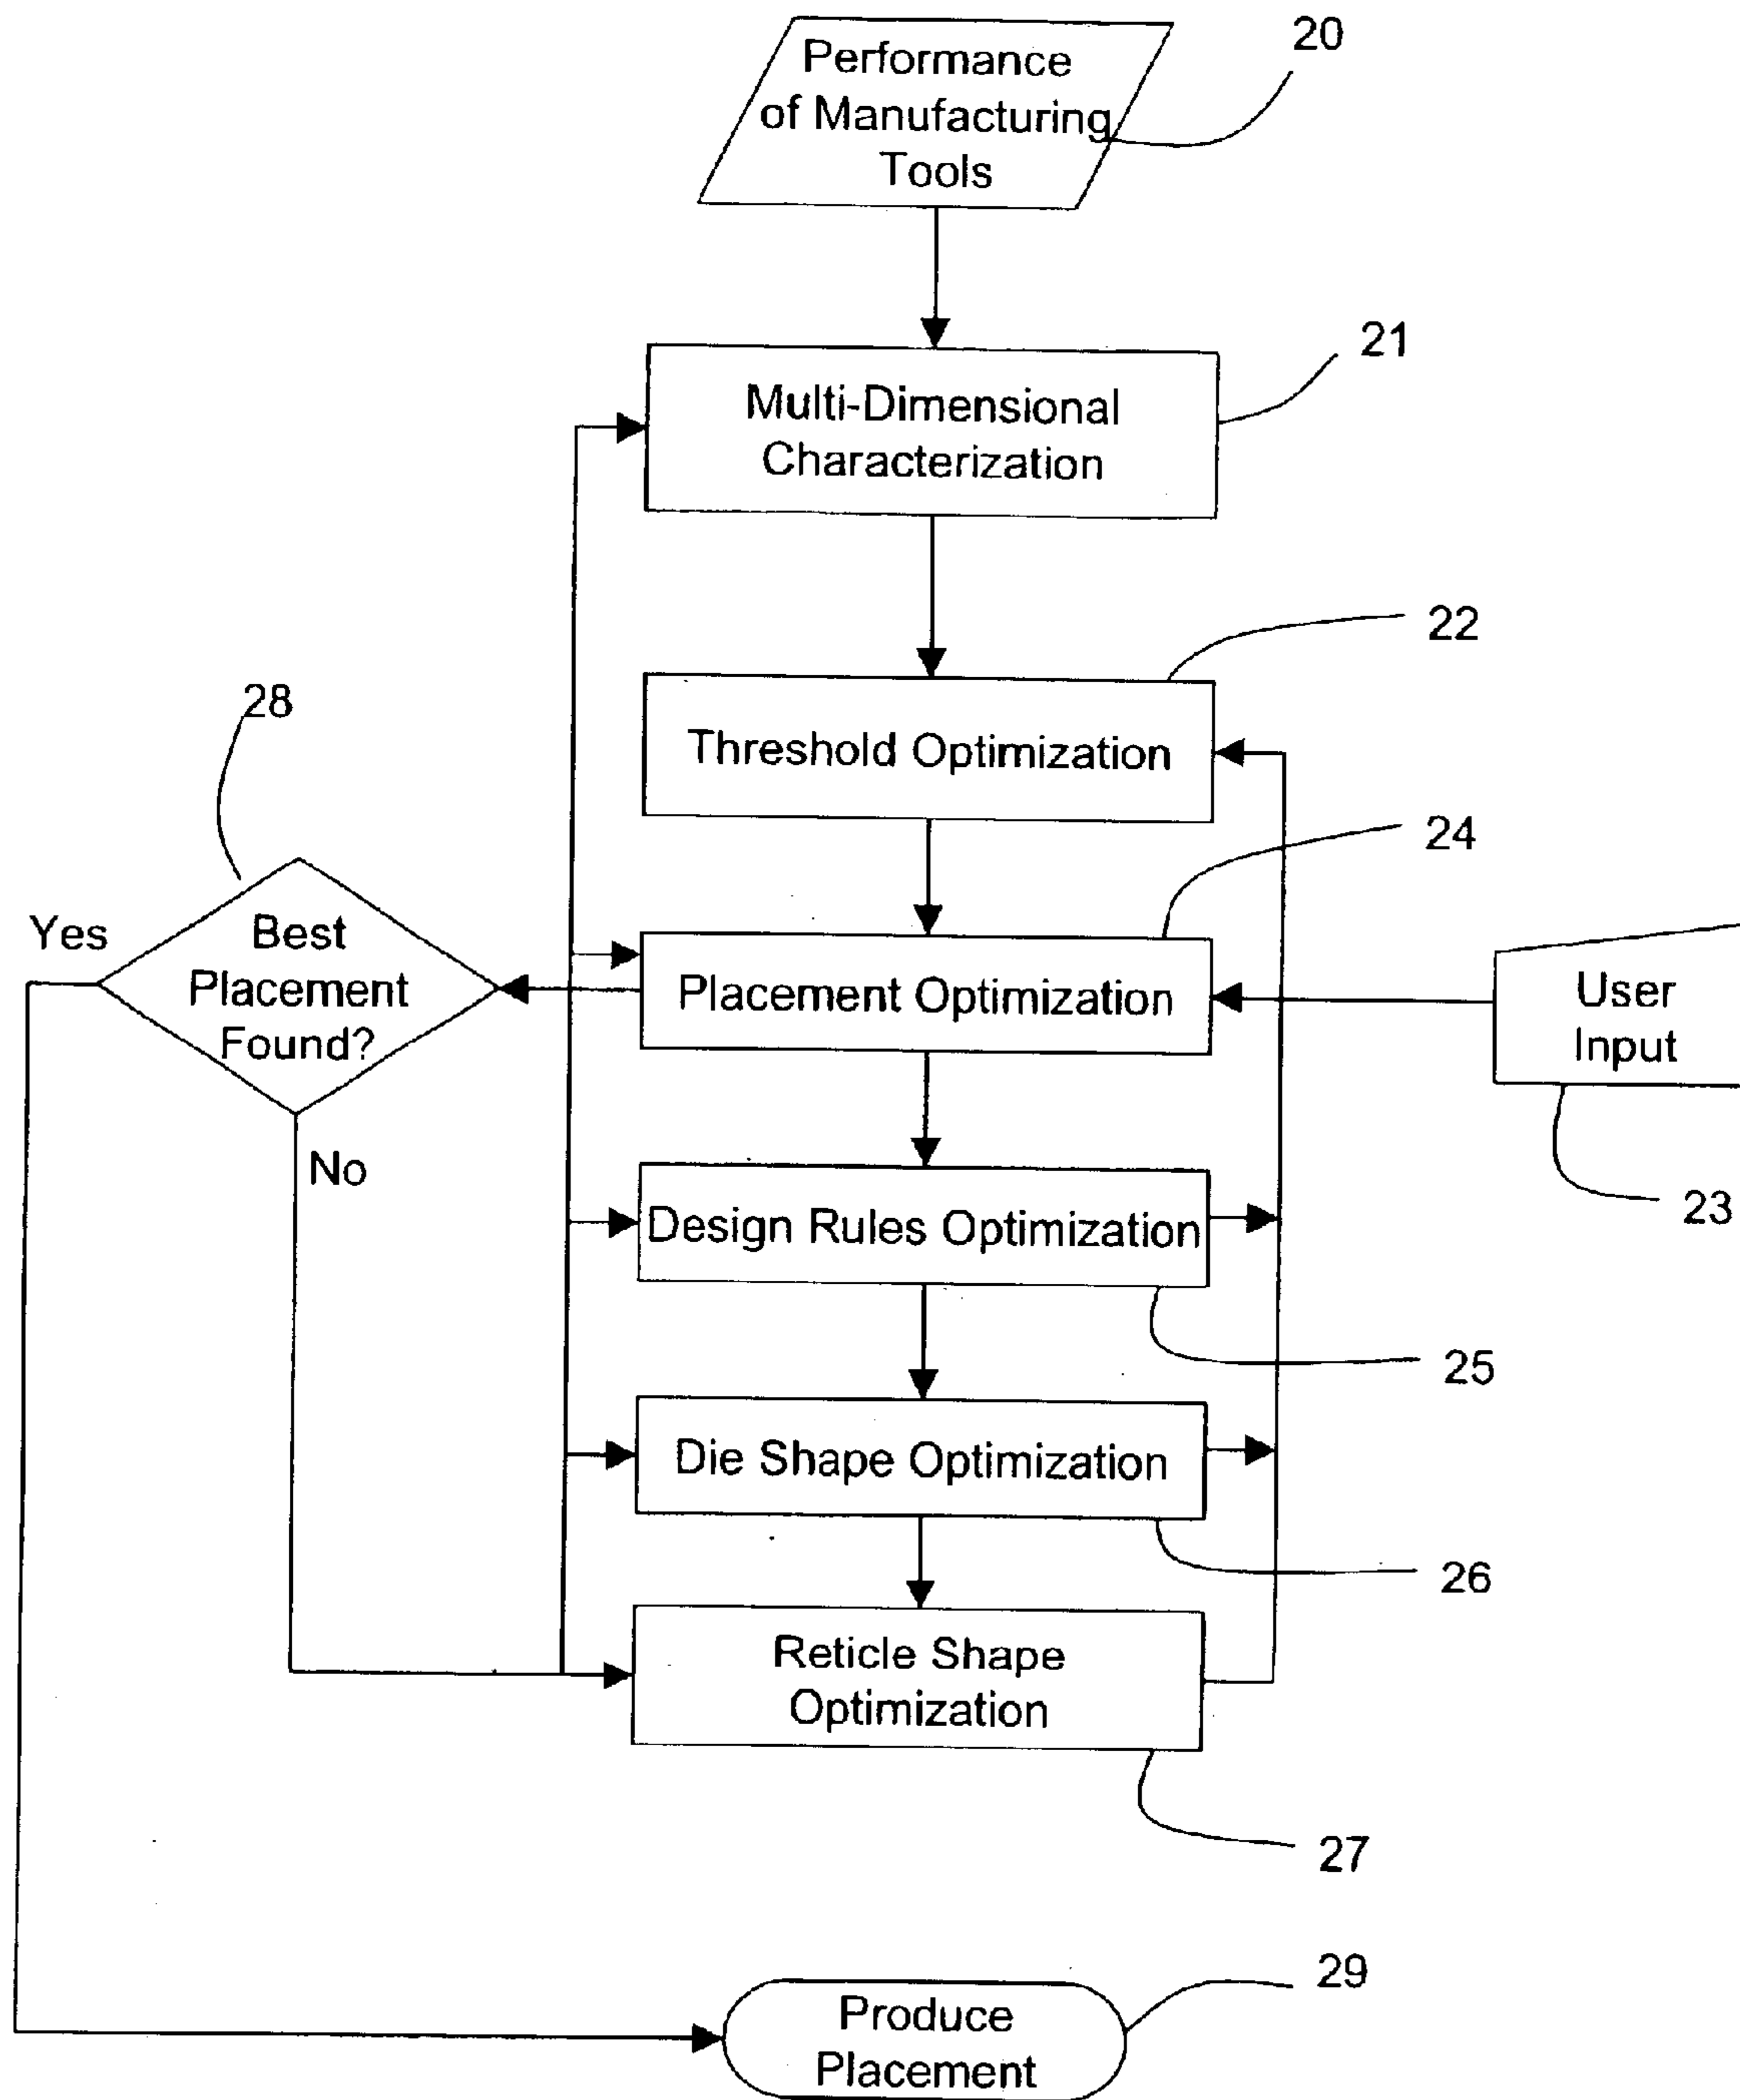 Performance
of Manufacturing
Tools
20
Multi-Dimensional
Characterization
21
Threshold Optimization
22
28
24
Yes
Best
Placement
Found?
Placement Optimization
User
Input
No
23
Design Rules Optimization
25
Die Shape Optimization
26
Reticle Shape
Optimization
27
Produce
Placement
29